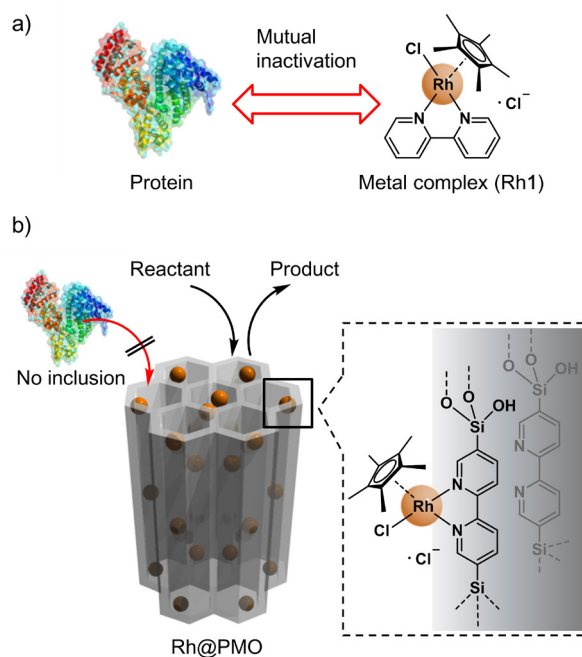 a)
Mutual
inactivation
Cl
Rh
N
N
· Cl⁻
Protein
Metal complex (Rh1)
b)
Reactant
Product
No inclusion
O
O
Si
OH
O
O
Si
OH
N
N
Rh
Cl
N
N
· Cl⁻
Si
Si
Rh@PMO